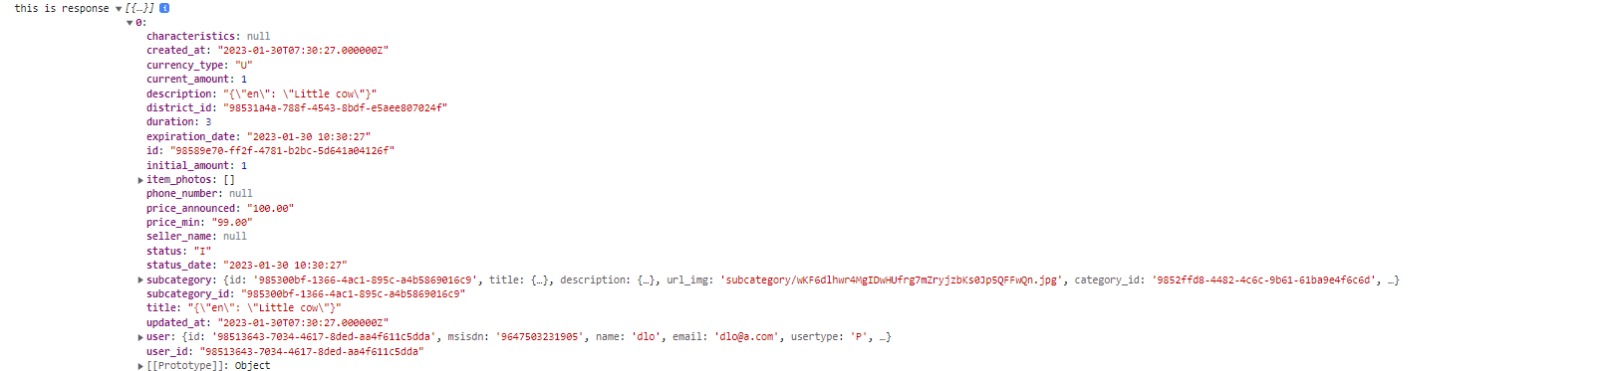 this is response ▼[{…}] i
▼0:
characteristics: null
created_at: "2023-01-30T07:30:27.000000Z"
currency_type: "U"
current_amount: 1
description: "{\"en\": \"Little cow\"}"
district_id: "98531a4a-788f-4543-8bdf-e5aee807024f"
duration: 3
expiration_date: "2023-01-30 10:30:27"
id: "98589e70-ff2f-4781-b2bc-5d641a04126f"
initial_amount: 1
▶item_photos: []
phone_number: null
price_announced: "100.00"
price_min: "99.00"
seller_name: null
status: "I"
status_date: "2023-01-30 10:30:27"
▶subcategory: {id: '985300bf-1366-4ac1-895c-a4b5869016c9', title: {…}, description: {…}, url_img: 'subcategory/wKF6dlhwr4MgIDwHUfrg7mZryjzbKs0Jp5QFFwQn.jpg', category_id: '9852ffd8-4482-4c6c-9b61-61ba9e4f6c6d', …}
subcategory_id: "985300bf-1366-4ac1-895c-a4b5869016c9"
title: "{\"en\": \"Little cow\"}"
updated_at: "2023-01-30T07:30:27.000000Z"
▶user: {id: '98513643-7034-4617-8ded-aa4f611c5dda', msisdn: '9647503231905', name: 'dlo', email: 'dlo@a.com', usertype: 'P', …}
user_id: "98513643-7034-4617-8ded-aa4f611c5dda"
▶[[Prototype]]: Object